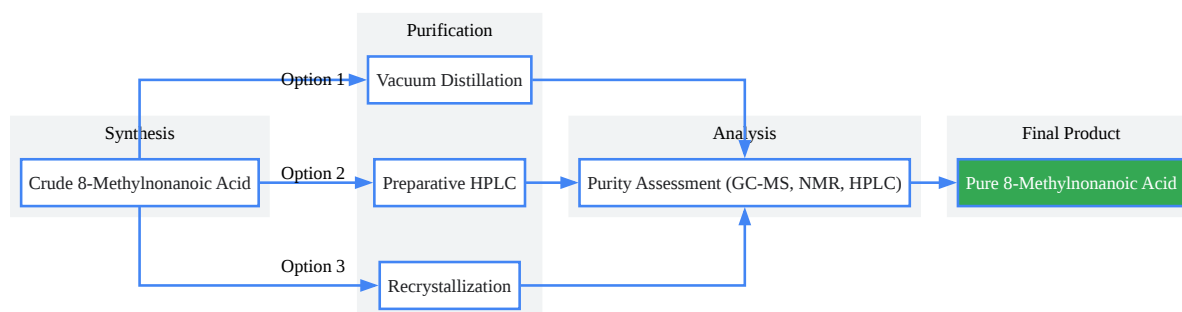 Purification
Option 1
Vacuum Distillation
Synthesis
Analysis
Final Product
Crude 8-Methylnonanoic Acid
Option 2
Preparative HPLC
Purity Assessment (GC-MS, NMR, HPLC)
Pure 8-Methylnonanoic Acid
Option 3
Recrystallization